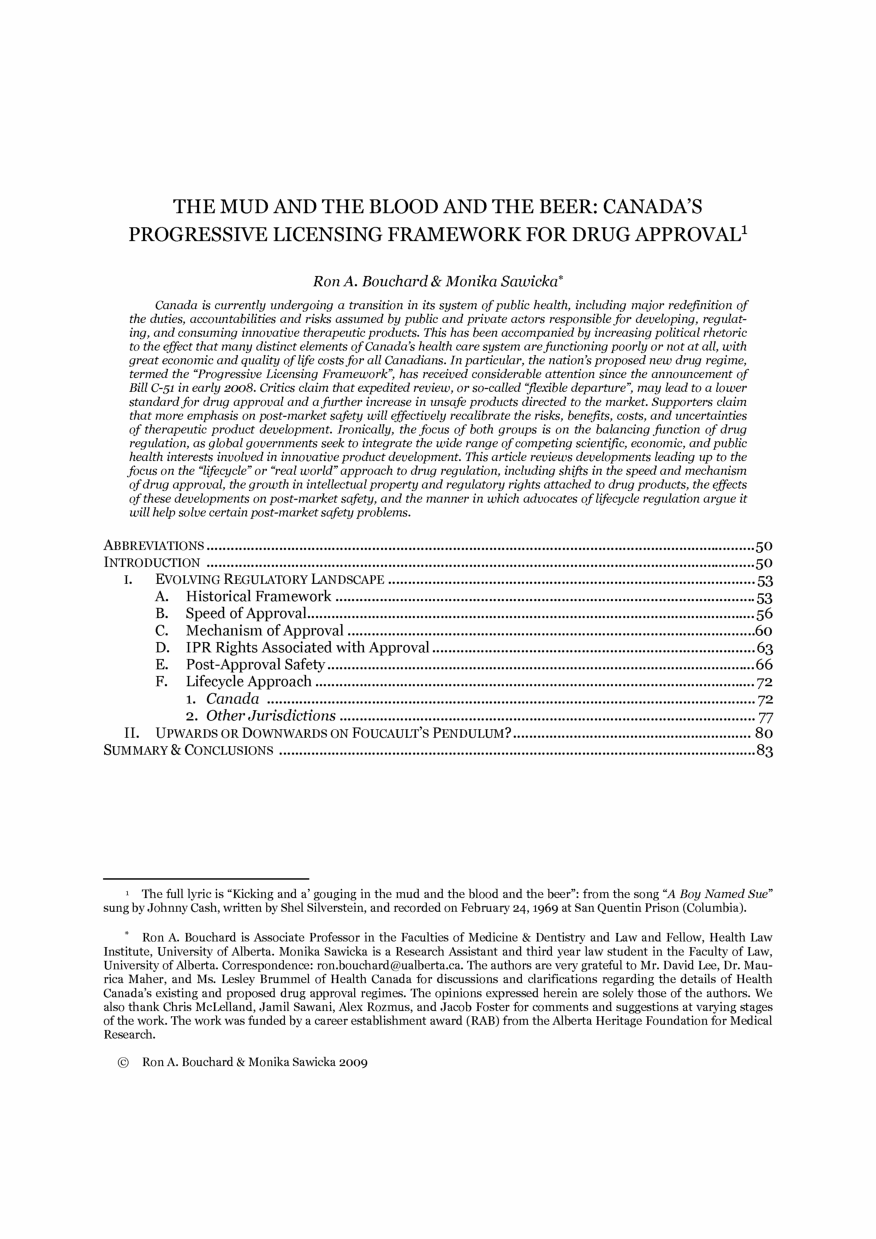 THE MUD AND THE BLOOD AND THE BEER: CANADA'S
PROGRESSIVE LICENSING FRAMEWORK FOR DRUG APPROVAL¹
Ron A. Bouchard & Monika Sawicka*
Canada is currently undergoing a transition in its system of public health, including major redefinition of
the duties, accountabilities and risks assumed by public and private actors responsible for developing, regulat-
ing, and consuming innovative therapeutic products. This has been accompanied by increasing political rhetoric
to the effect that many distinct elements of Canada's health care system are functioning poorly or not at all, with
great economic and quality of life costs for all Canadians. In particular, the nation's proposed new drug regime,
termed the "Progressive Licensing Framework", has received considerable attention since the announcement of
Bill C-51 in early 2008. Critics claim that expedited review, or so-called "flexible departure", may lead to a lower
standard for drug approval and a further increase in unsafe products directed to the market. Supporters claim
that more emphasis on post-market safety will effectively recalibrate the risks, benefits, costs, and uncertainties
of therapeutic product development. Ironically, the focus of both groups is on the balancing function of drug
regulation, as global governments seek to integrate the wide range of competing scientific, economic, and public
health interests involved in innovative product development. This article reviews developments leading up to the
focus on the "lifecycle" or "real world" approach to drug regulation, including shifts in the speed and mechanism
of drug approval, the growth in intellectual property and regulatory rights attached to drug products, the effects
of these developments on post-market safety, and the manner in which advocates of lifecycle regulation argue it
will help solve certain post-market safety problems.
ABBREVIATIONS ........................................ 50
INTRODUCTION ........................................ 50
I. EVOLVING REGULATORY LANDSCAPE ........................................ 53
A. Historical Framework ........................................ 53
B. Speed of Approval ........................................ 56
C. Mechanism of Approval ........................................ 60
D. IPR Rights Associated with Approval ........................................ 63
E. Post-Approval Safety ........................................ 66
F. Lifecycle Approach ........................................ 72
1. Canada ........................................ 72
2. Other Jurisdictions ........................................ 77
II. UPWARDS OR DOWNWARDS ON FOUCAULT'S PENDULUM? ........................................ 80
SUMMARY & CONCLUSIONS ........................................ 83
¹ The full lyric is "Kicking and a' gouging in the mud and the blood and the beer": from the song "A Boy Named Sue"
sung by Johnny Cash, written by Shel Silverstein, and recorded on February 24, 1969 at San Quentin Prison (Columbia).
* Ron A. Bouchard is Associate Professor in the Faculties of Medicine & Dentistry and Law and Fellow, Health Law
Institute, University of Alberta. Monika Sawicka is a Research Assistant and third year law student in the Faculty of Law,
University of Alberta. Correspondence: ron.bouchard@ualberta.ca. The authors are very grateful to Mr. David Lee, Dr. Mau-
rica Maher, and Ms. Lesley Brummel of Health Canada for discussions and clarifications regarding the details of Health
Canada's existing and proposed drug approval regimes. The opinions expressed herein are solely those of the authors. We
also thank Chris McLelland, Jamil Sawani, Alex Rozmus, and Jacob Foster for comments and suggestions at varying stages
of the work. The work was funded by a career establishment award (RAB) from the Alberta Heritage Foundation for Medical
Research.
© Ron A. Bouchard & Monika Sawicka 2009